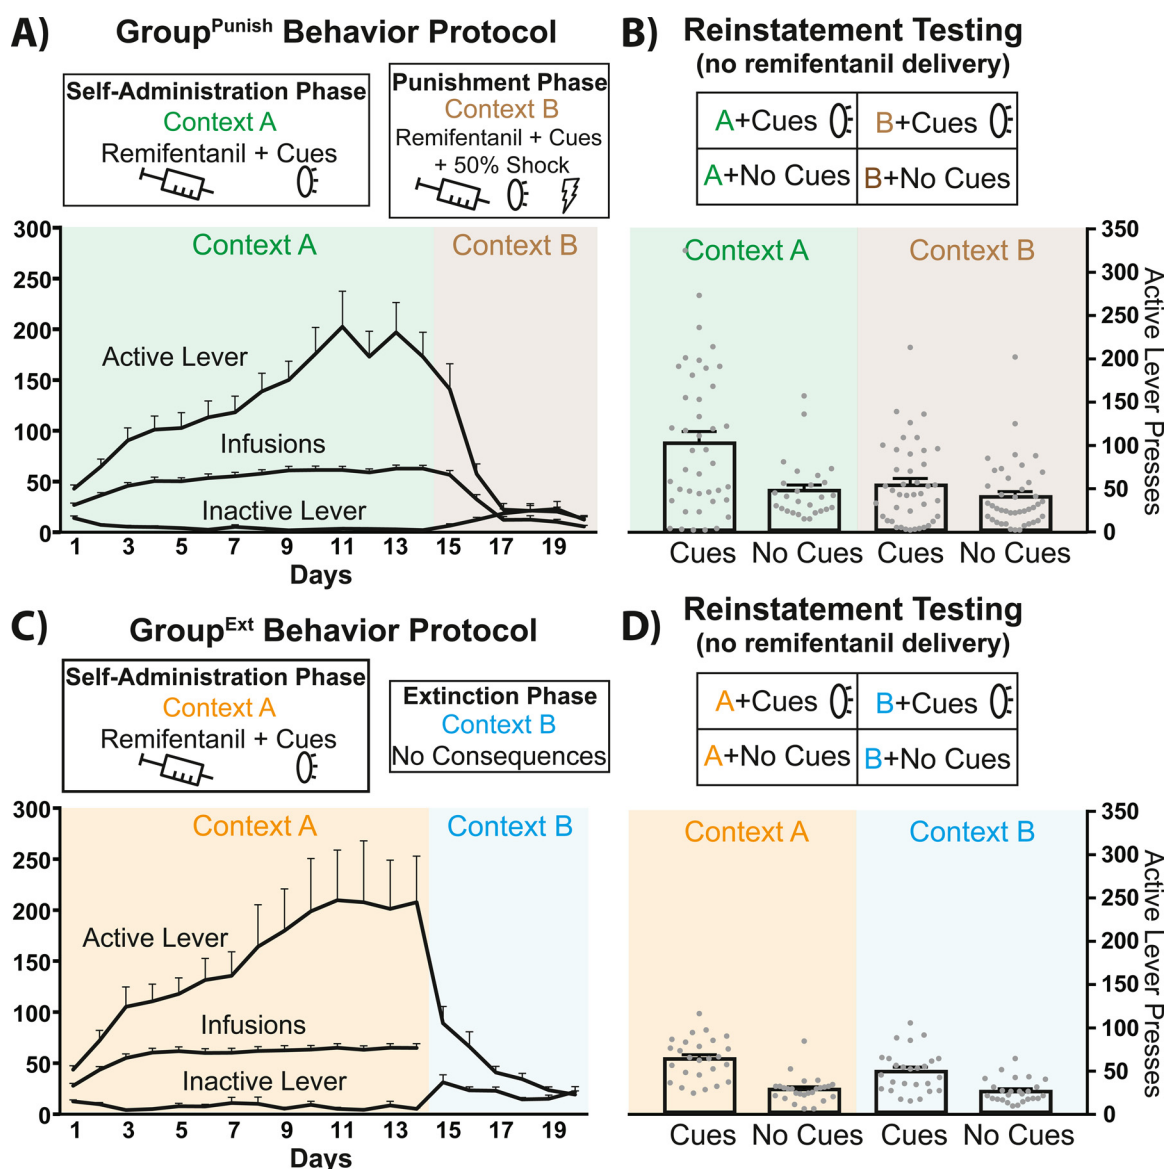 A)
Group^Punish Behavior Protocol
Self-Administration Phase
Context A
Remifentanil + Cues
Punishment Phase
Context B
Remifentanil + Cues
+ 50% Shock
300
250
200
150
100
50
0
Context A
Context B
Active Lever
Infusions
Inactive Lever
1 3 5 7 9 11 13 15 17 19
Days
B)
Reinstatement Testing
(no remifentanil delivery)
A+Cues
B+Cues
A+No Cues
B+No Cues
Context A
Context B
350
300
250
200
150
100
50
0
Active Lever Presses
Cues No Cues Cues No Cues
C)
Group^Ext Behavior Protocol
Self-Administration Phase
Context A
Remifentanil + Cues
Extinction Phase
Context B
No Consequences
300
250
200
150
100
50
0
Context A
Context B
Active Lever
Infusions
Inactive Lever
1 3 5 7 9 11 13 15 17 19
Days
D)
Reinstatement Testing
(no remifentanil delivery)
A+Cues
B+Cues
A+No Cues
B+No Cues
Context A
Context B
350
300
250
200
150
100
50
0
Active Lever Presses
Cues No Cues Cues No Cues